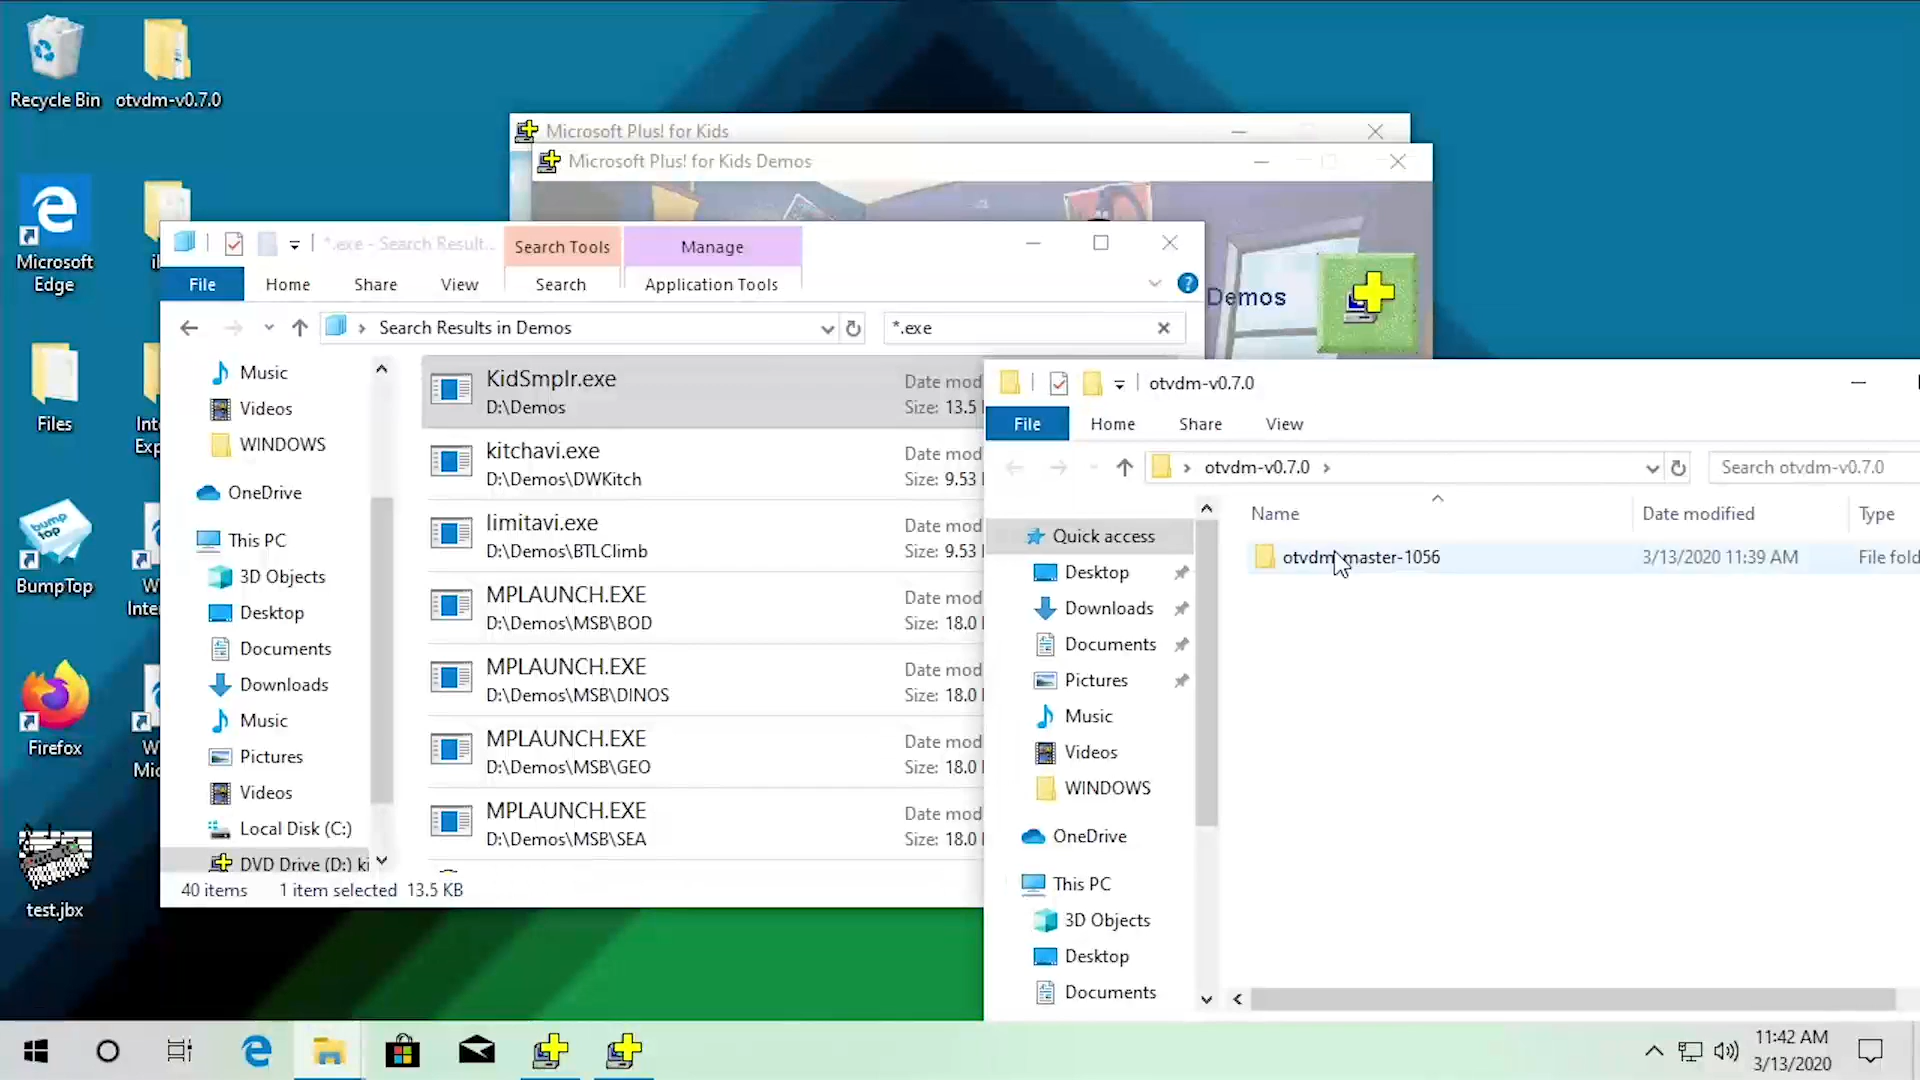 Recycle Bin
otvdm-v0.7.0
Microsoft
Edge
Files
Int
Exp
BumpTop
W
Inter
Firefox
W
Mic
test.jbx
Microsoft Plus! for Kids
Microsoft Plus! for Kids Demos
Demos
*.exe - Search Result...
Search Tools
Manage
File
Home
Share
View
Search
Application Tools
Search Results in Demos
*.exe
Music
Videos
WINDOWS
OneDrive
This PC
3D Objects
Desktop
Documents
Downloads
Music
Pictures
Videos
Local Disk (C:)
DVD Drive (D:) ki
KidSmplr.exe
D:\Demos
Date mod
Size: 13.5
kitchavi.exe
D:\Demos\DWKitch
Date mod
Size: 9.53
limitavi.exe
D:\Demos\BTLClimb
Date mod
Size: 9.53
MPLAUNCH.EXE
D:\Demos\MSB\BOD
Date mod
Size: 18.0
MPLAUNCH.EXE
D:\Demos\MSB\DINOS
Date mod
Size: 18.0
MPLAUNCH.EXE
D:\Demos\MSB\GEO
Date mod
Size: 18.0
MPLAUNCH.EXE
D:\Demos\MSB\SEA
Date mod
Size: 18.0
40 items 1 item selected 13.5 KB
otvdm-v0.7.0
File
Home
Share
View
otvdm-v0.7.0
Search otvdm-v0.7.0
Name
Date modified
Type
otvdm-master-1056
3/13/2020 11:39 AM
File fold
Quick access
Desktop
Downloads
Documents
Pictures
Music
Videos
WINDOWS
OneDrive
This PC
3D Objects
Desktop
Documents
11:42 AM
3/13/2020